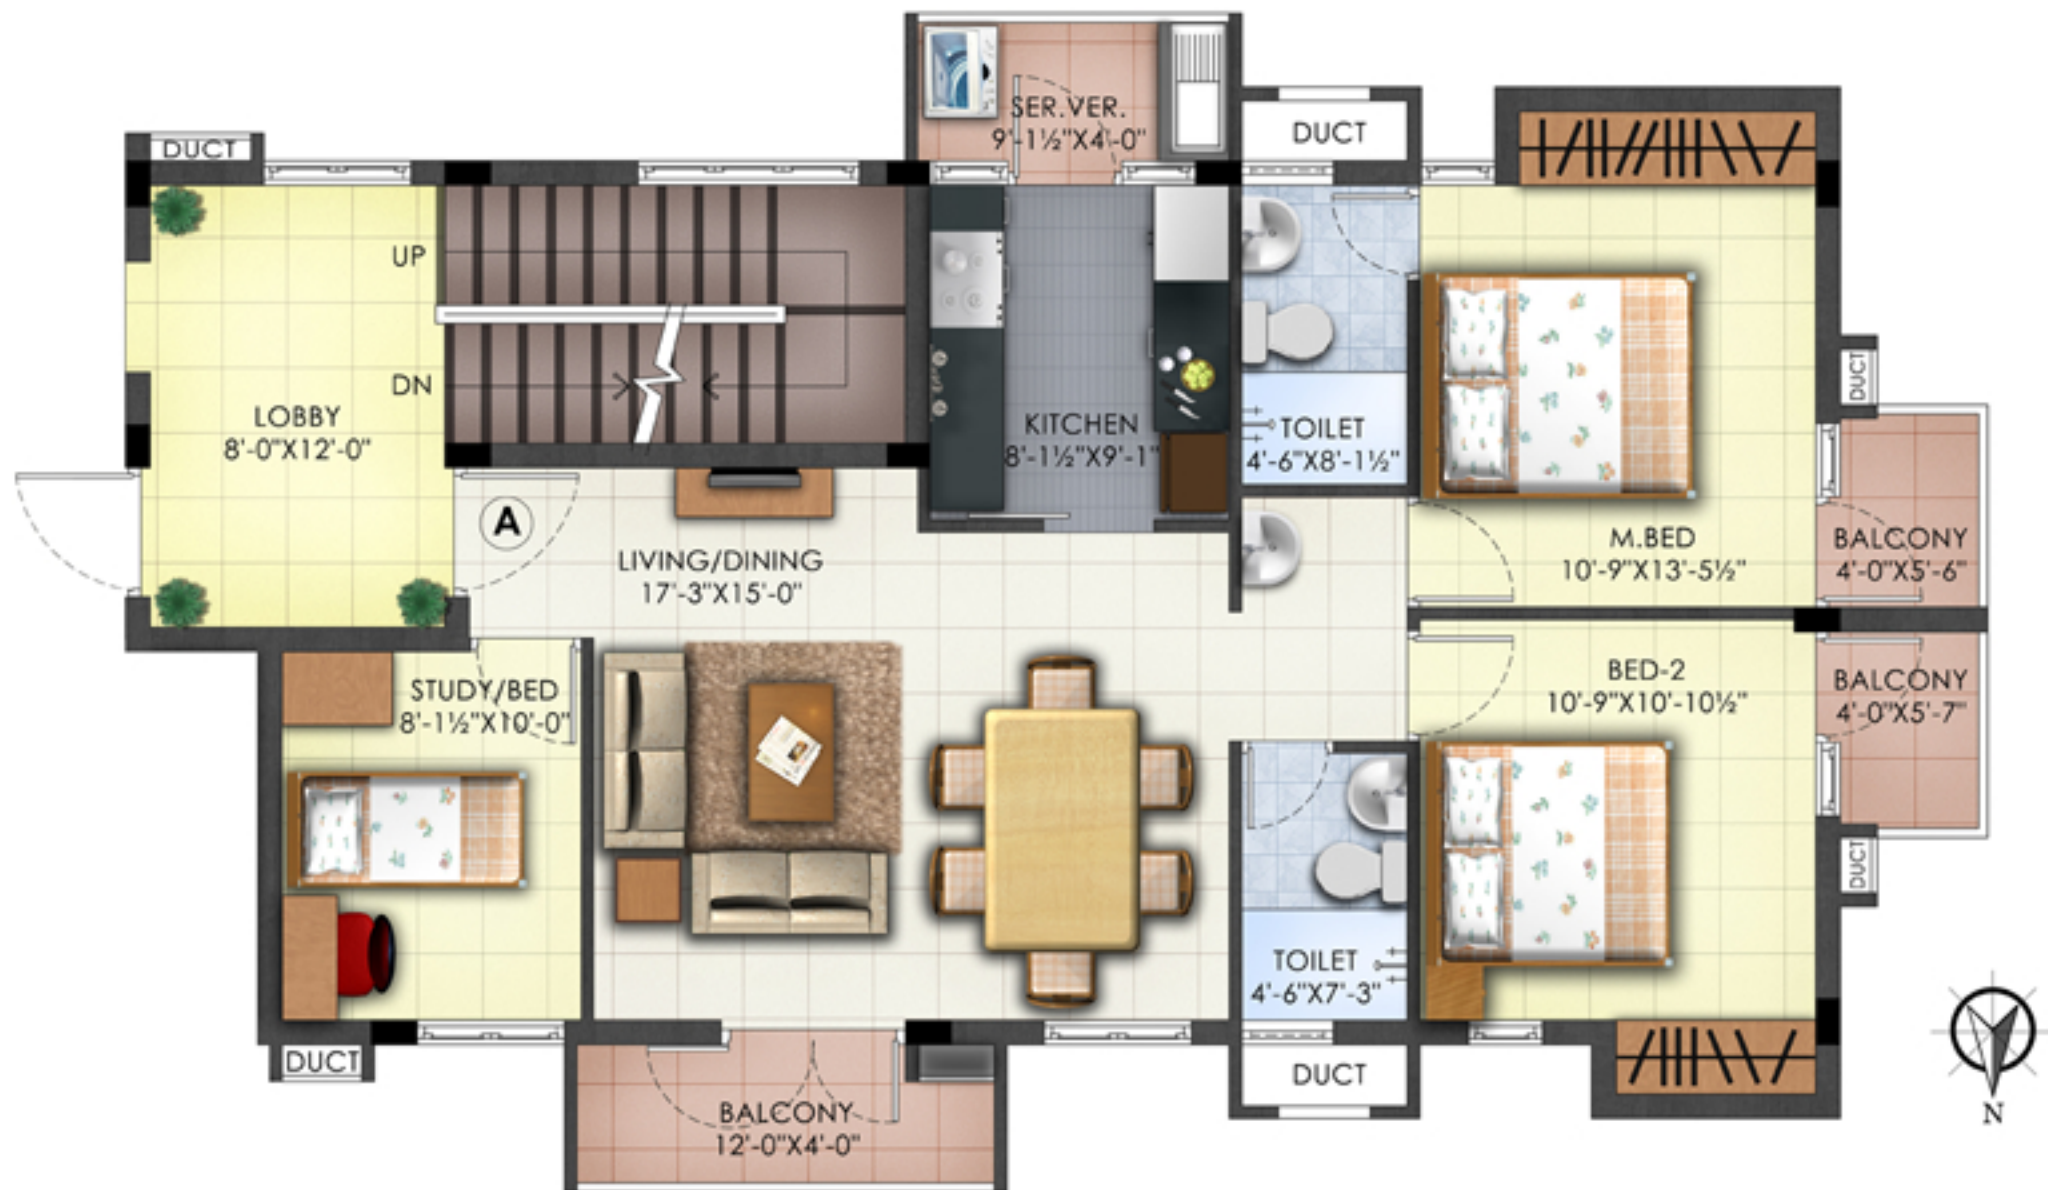 SER.VER.
9'-1½"X4'-0"
DUCT
DUCT
UP
DN
LOBBY
8'-0"X12'-0"
KITCHEN
8'-1½"X9'-1"
TOILET
4'-6"X8'-1½"
DUCT
A
LIVING/DINING
17'-3"X15'-0"
M.BED
10'-9"X13'-5½"
BALCONY
4'-0"X5'-6"
STUDY/BED
8'-1½"X10'-0"
BED-2
10'-9"X10'-10½"
BALCONY
4'-0"X5'-7"
DUCT
TOILET
4'-6"X7'-3"
DUCT
DUCT
BALCONY
12'-0"X4'-0"
N